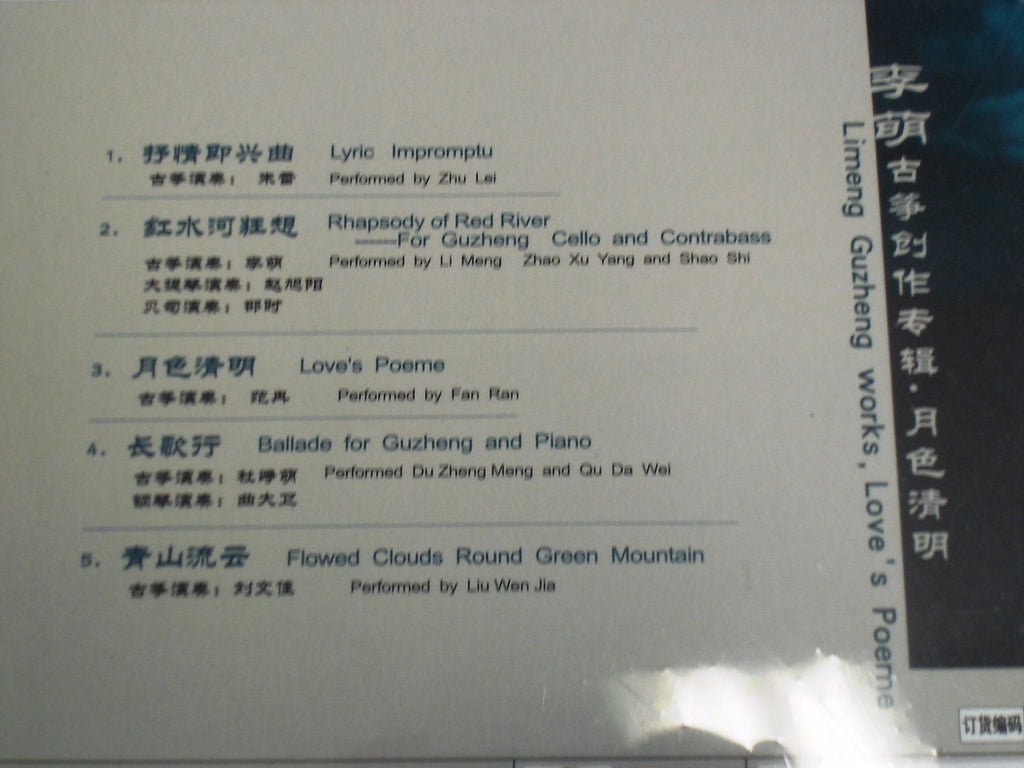 1. 抒情即兴曲 Lyric Impromptu
古筝演奏: 朱雷 Performed by Zhu Lei
2. 红水河狂想 Rhapsody of Red River
------For Guzheng Cello and Contrabass
古筝演奏: 李萌 Performed by Li Meng Zhao Xu Yang and Shao Shi
大提琴演奏: 赵旭阳
贝司演奏: 邵时
3. 月色清明 Love's Poeme
古筝演奏: 范冉 Performed by Fan Ran
4. 长歌行 Ballade for Guzheng and Piano
古筝演奏: 杜峥萌 Performed Du Zheng Meng and Qu Da Wei
钢琴演奏: 曲大卫
5. 青山流云 Flowed Clouds Round Green Mountain
古筝演奏: 刘文佳 Performed by Liu Wen Jia
Limeng Guzheng works, Love's Poeme
李萌古筝创作专辑·月色清明
订货编码